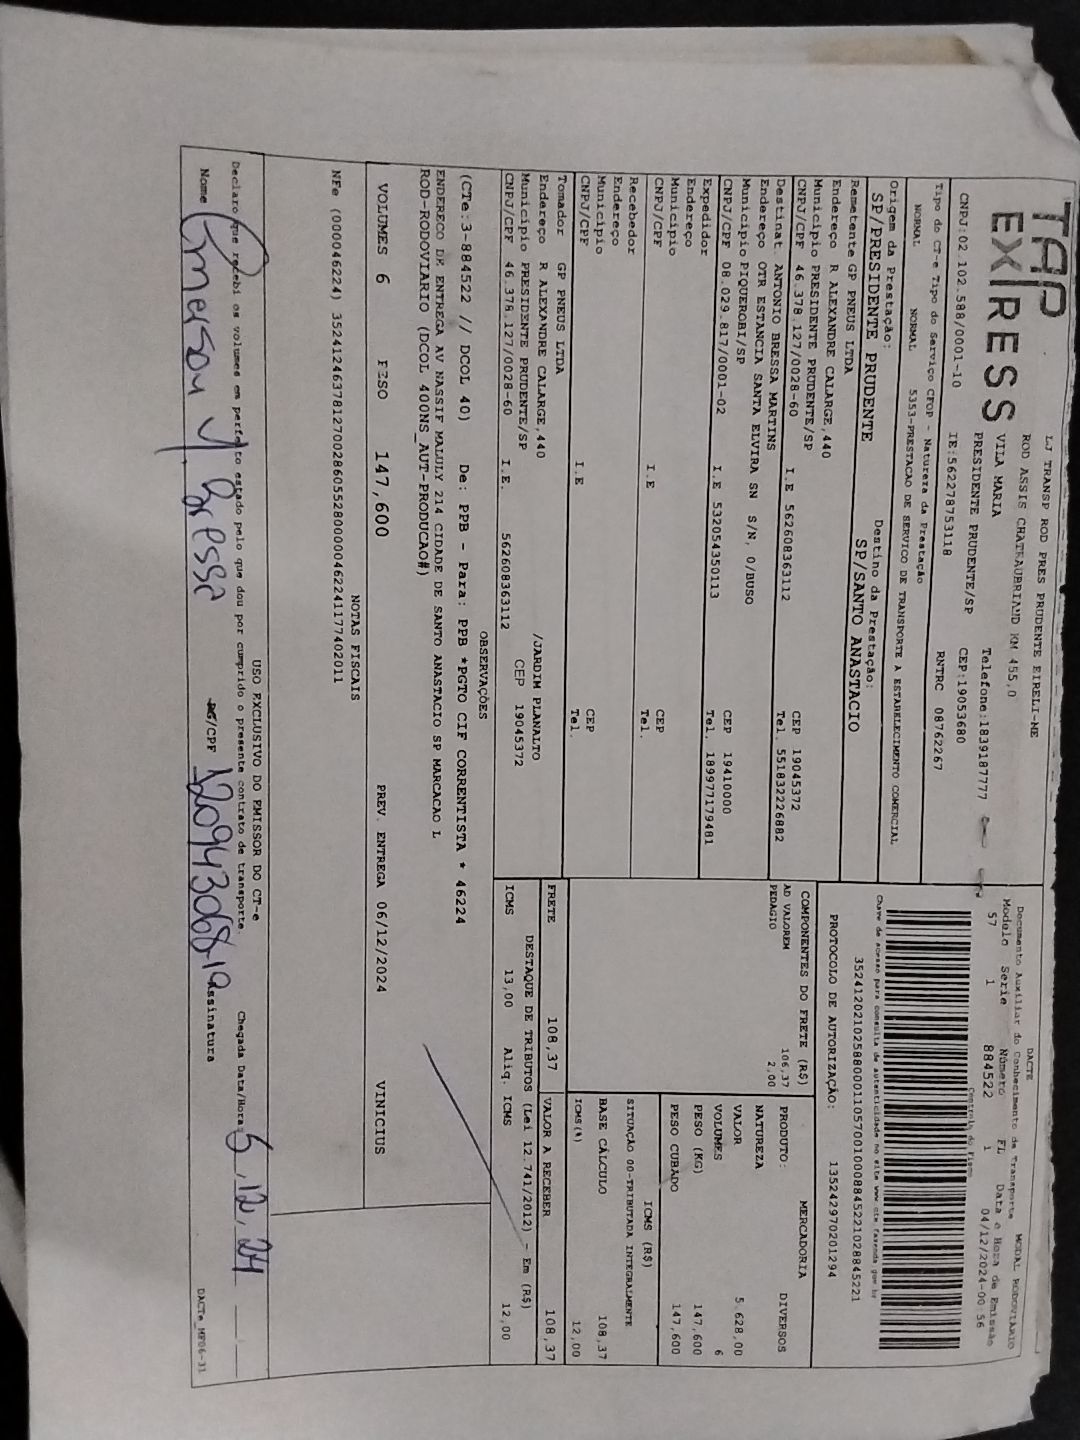 TAP
EXPRESS
LJ TRANSP ROD PRES PRUDENTE EIRELI-ME
ROD ASSIS CHATEAUBRIAND KM 455,0
VILA MARIA Telefone:1839187777
PRESIDENTE PRUDENTE/SP CEP:19053680
CNPJ:02.102.588/0001-10 IE:562278753118 RNTRC 08762267
Tipo do CT-e Tipo do Serviço CFOP - Natureza da Prestação
NORMAL NORMAL 5353-PRESTACAO DE SERVICO DE TRANSPORTE A ESTABELECIMENTO COMERCIAL
Origem da Prestação: Destino da Prestação:
SP/PRESIDENTE PRUDENTE SP/SANTO ANASTACIO
Remetente GP PNEUS LTDA
Endereço R ALEXANDRE CALARGE,440
Município PRESIDENTE PRUDENTE/SP CEP 19045372
CNPJ/CPF 46.378.127/0028-60 I.E 562608363112 Tel. 551832226882
Destinat. ANTONIO BRESSA MARTINS
Endereço OTR ESTANCIA SANTA ELVIRA SN S/N, 0/BUSO
Município PIQUEROBI/SP CEP 19410000
CNPJ/CPF 08.029.817/0001-02 I.E 532054350113 Tel. 189977179481
Expedidor
Endereço
Município CEP
CNPJ/CPF I.E Tel.
Recebedor
Endereço
Município CEP
CNPJ/CPF I.E Tel.
Tomador GP PNEUS LTDA
Endereço R ALEXANDRE CALARGE,440 /JARDIM PLANALTO
Município PRESIDENTE PRUDENTE/SP CEP 19045372
CNPJ/CPF 46.378.127/0028-60 I.E. 562608363112
DACTE
Documento Auxiliar do Conhecimento de Transporte MODAL RODOVIÁRIO
Modelo Série Número FL Data e Hora de Emissão
57 1 884522 1 04/12/2024-00:56
Controle do Fisco
Chave de acesso para consulta de autenticidade no site www.cte.fazenda.gov.br
35241202102588000110570010008845221028845221
PROTOCOLO DE AUTORIZAÇÃO: 135242970201294
COMPONENTES DO FRETE (R$)
AD VALOREM 106,37
PEDAGIO 2,00
MERCADORIA
PRODUTO: DIVERSOS
NATUREZA
VALOR 5.628,00
VOLUMES 6
PESO (KG) 147,600
PESO CUBADO 147,600
ICMS (R$)
SITUAÇÃO 00-TRIBUTADA INTEGRALMENTE
BASE CÁLCULO 108,37
ICMS(%) 12,00
FRETE 108,37 VALOR A RECEBER 108,37
DESTAQUE DE TRIBUTOS (Lei 12.741/2012) - Em (R$)
ICMS 13,00 Aliq. ICMS 12,00
OBSERVAÇÕES
(CTe:3-884522 // DCOL 40) De: PPB - Para: PPB *PGTO CIF CORRENTISTA * 46224
ENDERECO DE ENTREGA AV NASSIF MALULY 214 CIDADE DE SANTO ANASTACIO SP MARCACAO L
ROD-RODOVIARIO (DCOL 400NS_AUT-PRODUCAO#)
VOLUMES 6 PESO 147,600 PREV. ENTREGA 06/12/2024 VINICIUS
NOTAS FISCAIS
NFe (000046224) 35241246378127002860552800000462241177402011
USO EXCLUSIVO DO EMISSOR DO CT-e
Declaro que recebi os volumes em perfeito estado pelo que dou por cumprido o presente contrato de transporte. Chegada Data/Hora: 5, 12, 24
Nome Emerson Y. Bressa RG/CPF 120943068-19 Assinatura
DACTe_MF06-31